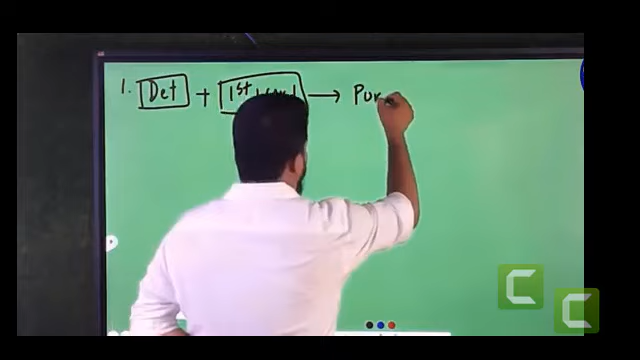 1. Det + 1st → Pur